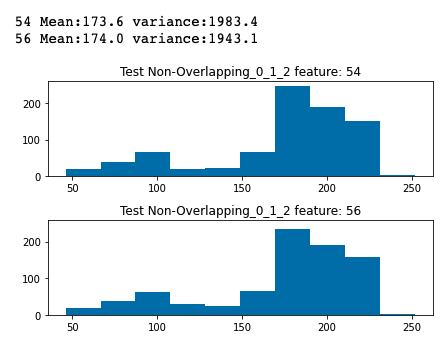 54 Mean:173.6 variance:1983.4
56 Mean:174.0 variance:1943.1
Test Non-Overlapping_0_1_2 feature: 54
200
100
0
50 100 150 200 250
Test Non-Overlapping_0_1_2 feature: 56
200
100
0
50 100 150 200 250